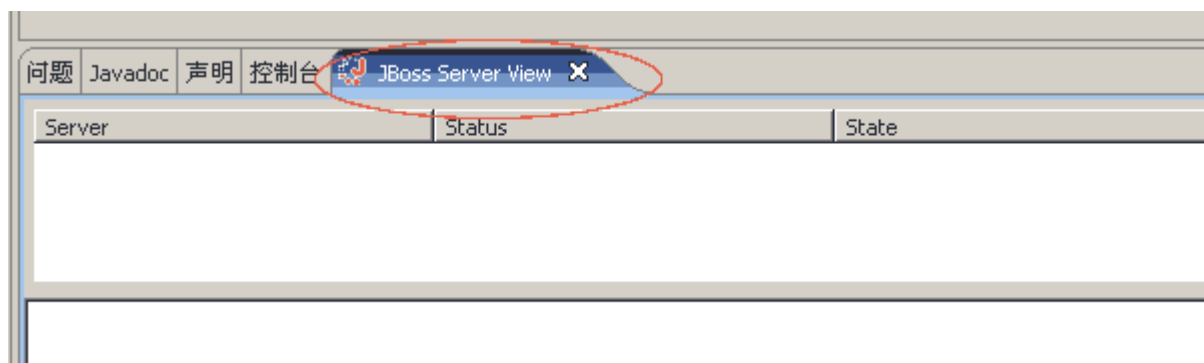 问题 Javadoc 声明 控制台 JBoss Server View
Server Status State